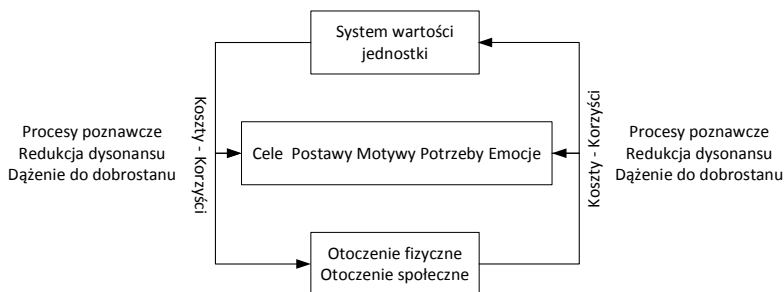 System wartości
jednostki
Koszty - Korzyści
Procesy poznawcze
Redukcja dysonansu
Dążenie do dobrostanu
Cele Postawy Motywy Potrzeby Emocje
Koszty - Korzyści
Procesy poznawcze
Redukcja dysonansu
Dążenie do dobrostanu
Otoczenie fizyczne
Otoczenie społeczne